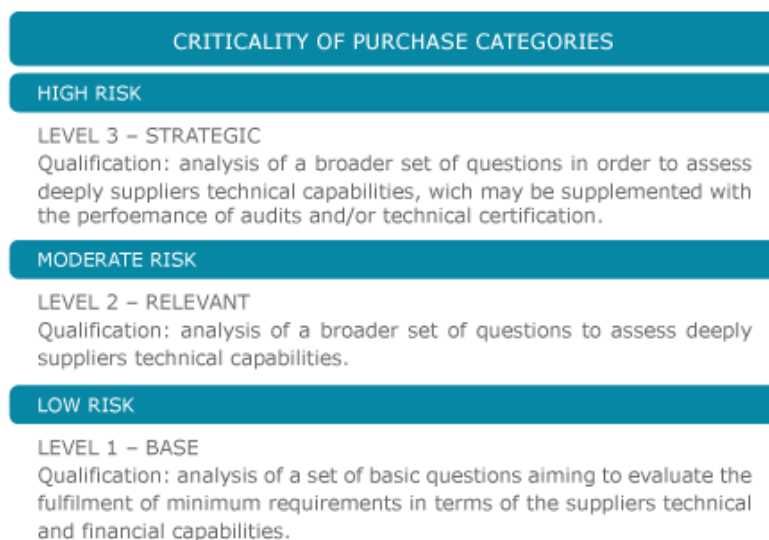 CRITICALITY OF PURCHASE CATEGORIES
HIGH RISK
LEVEL 3 – STRATEGIC
Qualification: analysis of a broader set of questions in order to assess
deeply suppliers technical capabilities, wich may be supplemented with
the perfoemance of audits and/or technical certification.
MODERATE RISK
LEVEL 2 – RELEVANT
Qualification: analysis of a broader set of questions to assess deeply
suppliers technical capabilities.
LOW RISK
LEVEL 1 – BASE
Qualification: analysis of a set of basic questions aiming to evaluate the
fulfilment of minimum requirements in terms of the suppliers technical
and financial capabilities.